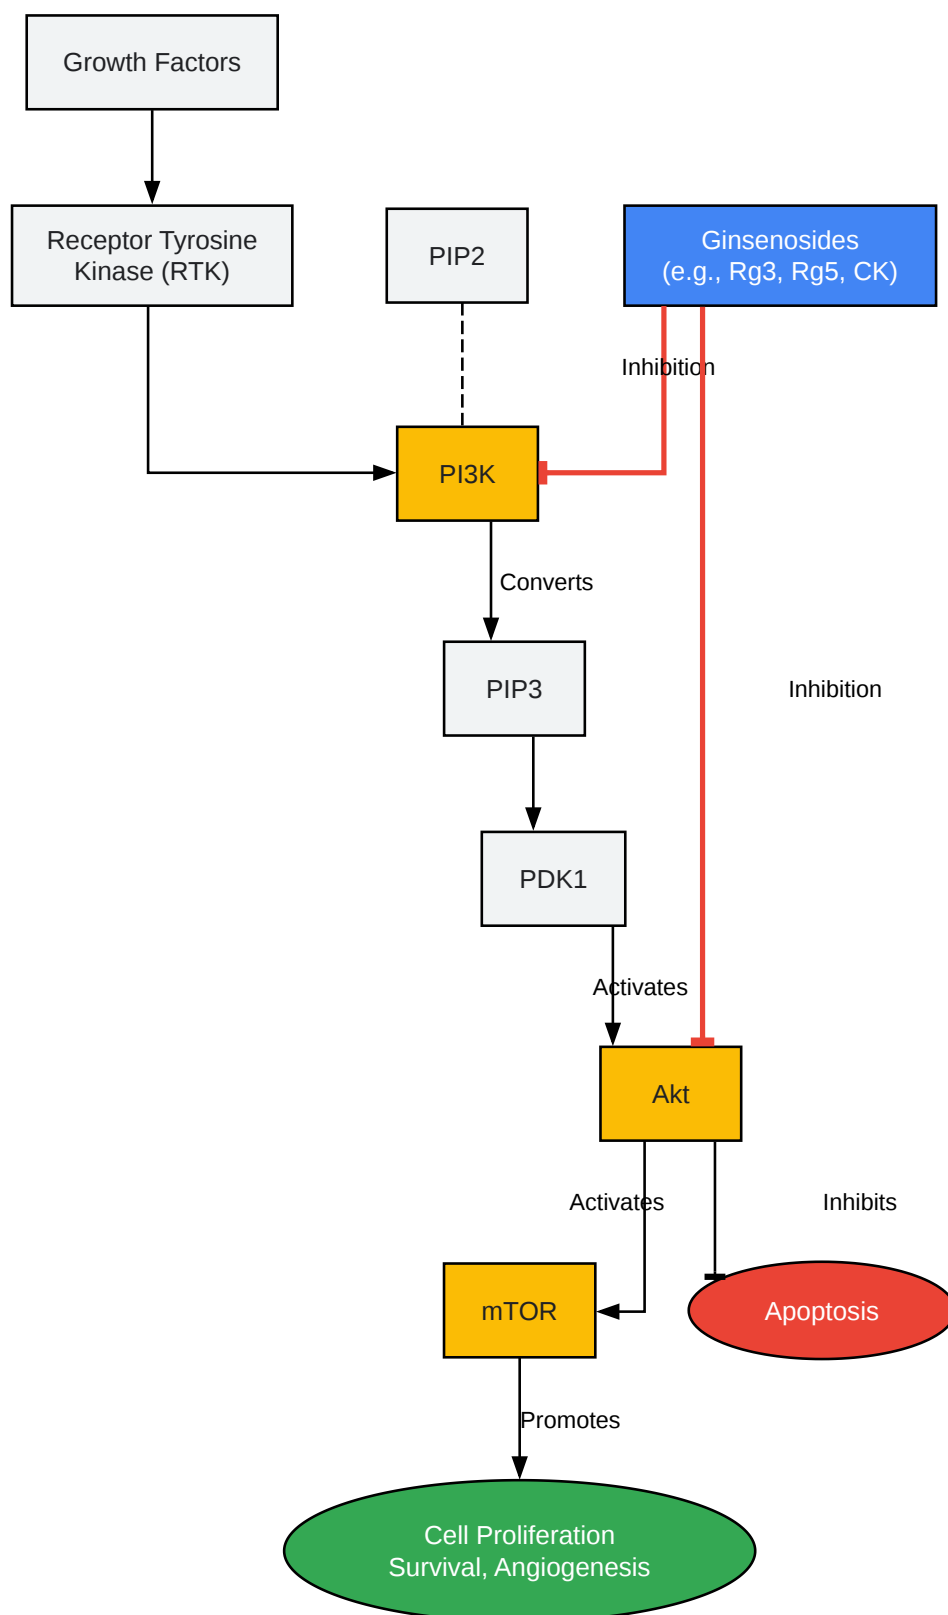 Growth Factors
Receptor Tyrosine
Kinase (RTK)
PIP2
Ginsenosides
(e.g., Rg3, Rg5, CK)
Inhibition
PI3K
Converts
PIP3
Inhibition
PDK1
Activates
Akt
Activates
Inhibits
mTOR
Apoptosis
Promotes
Cell Proliferation
Survival, Angiogenesis